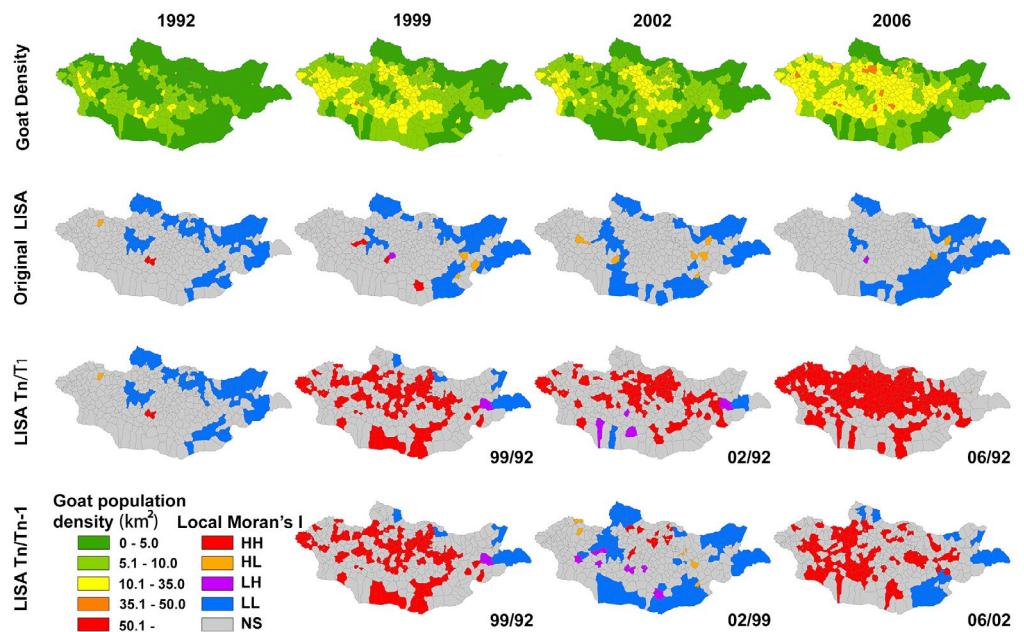 1992 1999 2002 2006
Goat Density
Original LISA
LISA Tn/T1
99/92 02/92 06/92
LISA Tn/Tn-1
Goat population
density (km²)
0 - 5.0
5.1 - 10.0
10.1 - 35.0
35.1 - 50.0
50.1 -
Local Moran's I
HH
HL
LH
LL
NS
99/92 02/99 06/02